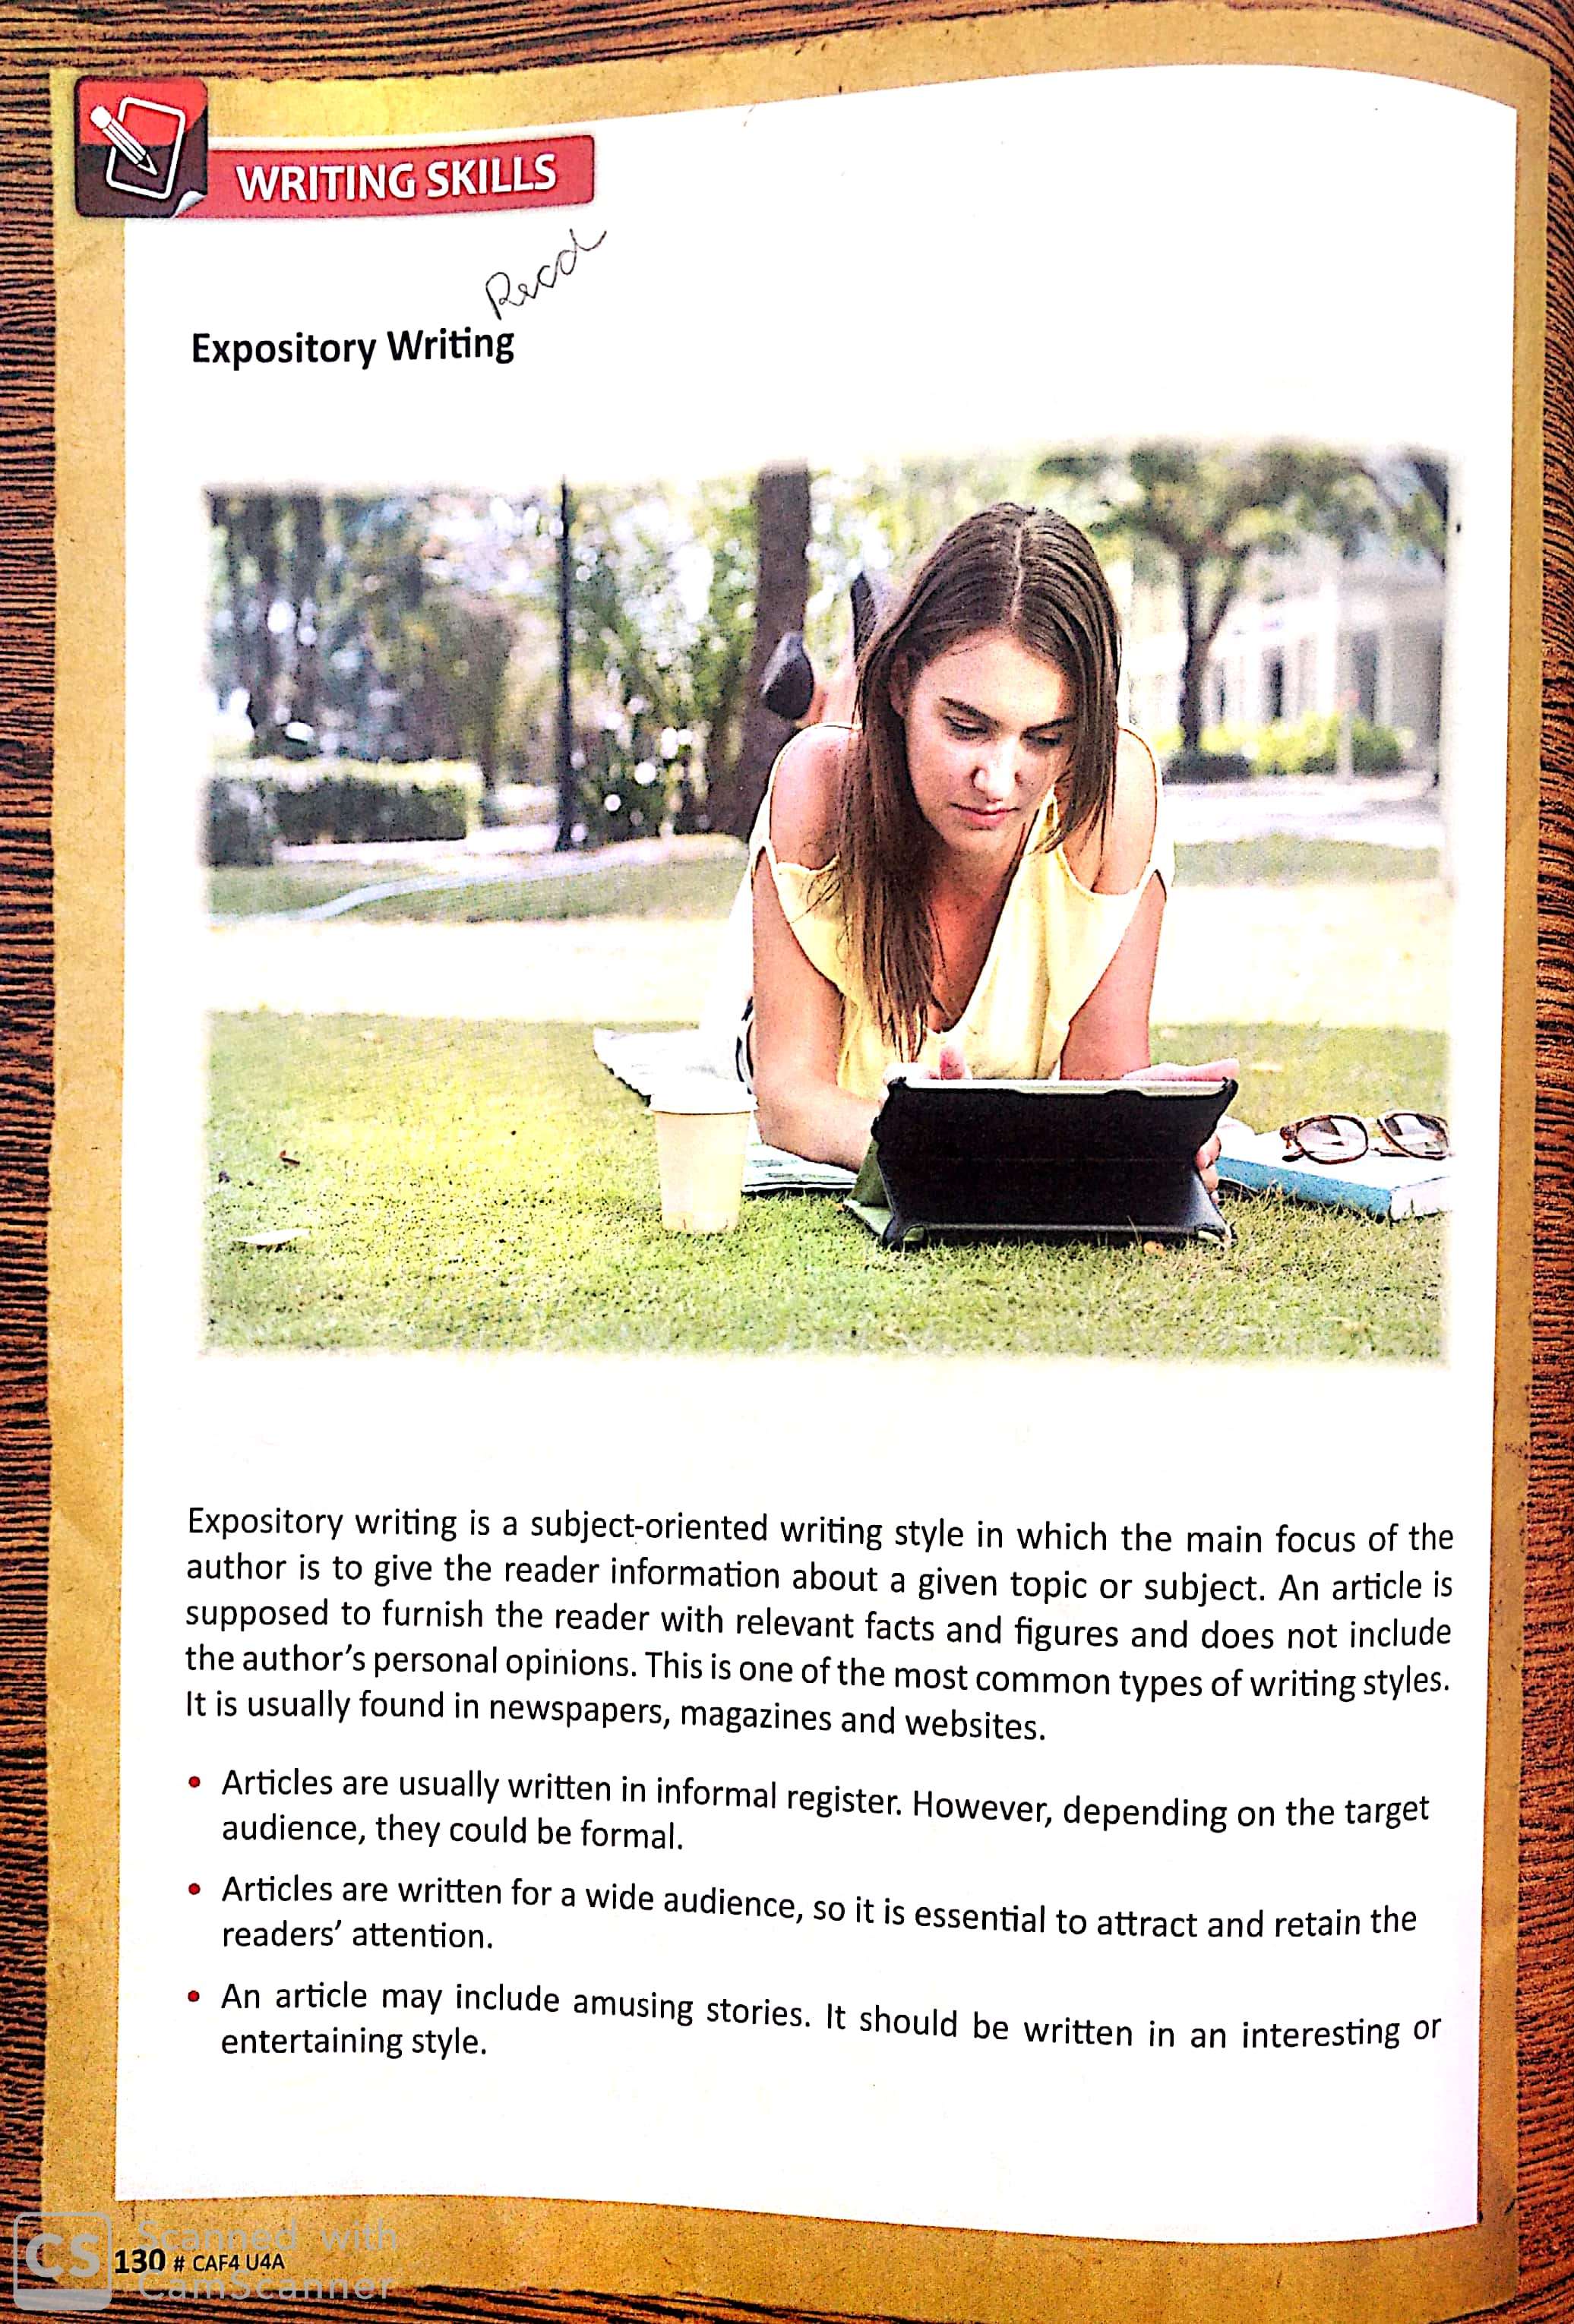 WRITING SKILLS
Read
Expository Writing
Expository writing is a subject-oriented writing style in which the main focus of the
author is to give the reader information about a given topic or subject. An article is
supposed to furnish the reader with relevant facts and figures and does not include
the author's personal opinions. This is one of the most common types of writing styles.
It is usually found in newspapers, magazines and websites.
• Articles are usually written in informal register. However, depending on the target
audience, they could be formal.
• Articles are written for a wide audience, so it is essential to attract and retain the
readers' attention.
• An article may include amusing stories. It should be written in an interesting or
entertaining style.
CS Scanned with
130 # CAF4 U4A
CamScanner